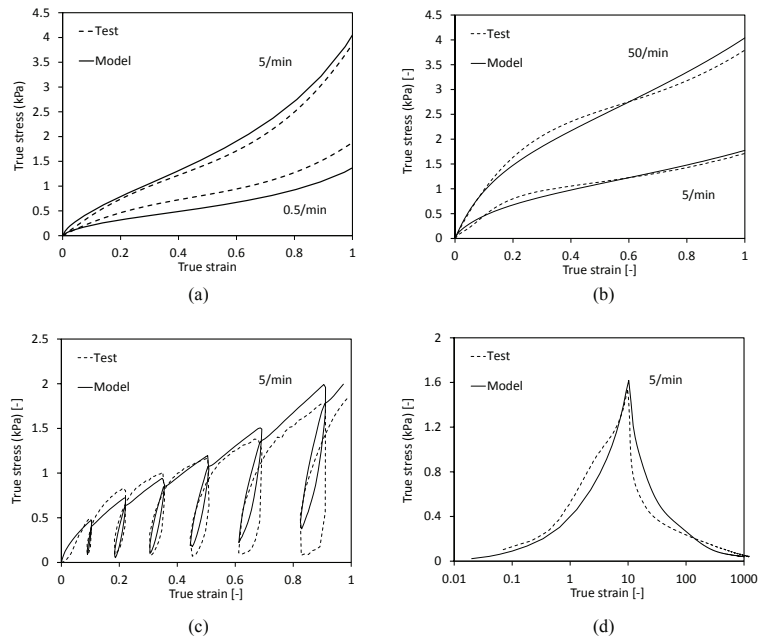 4.5
4
3.5
3
2.5
2
1.5
1
0.5
0
True stress (kPa)
Test
Model
5/min
0.5/min
0 0.2 0.4 0.6 0.8 1
True strain
(a)
4.5
4
3.5
3
2.5
2
1.5
1
0.5
0
True stress (kPa) [-]
Test
Model
50/min
5/min
0 0.2 0.4 0.6 0.8 1
True strain [-]
(b)
2.5
2
1.5
1
0.5
0
True stress (kPa) [-]
Test
Model
5/min
0 0.2 0.4 0.6 0.8 1
True strain [-]
(c)
2
1.6
1.2
0.8
0.4
0
True stress (kPa) [-]
Test
Model
5/min
0.01 0.1 1 10 100 1000
True strain [-]
(d)